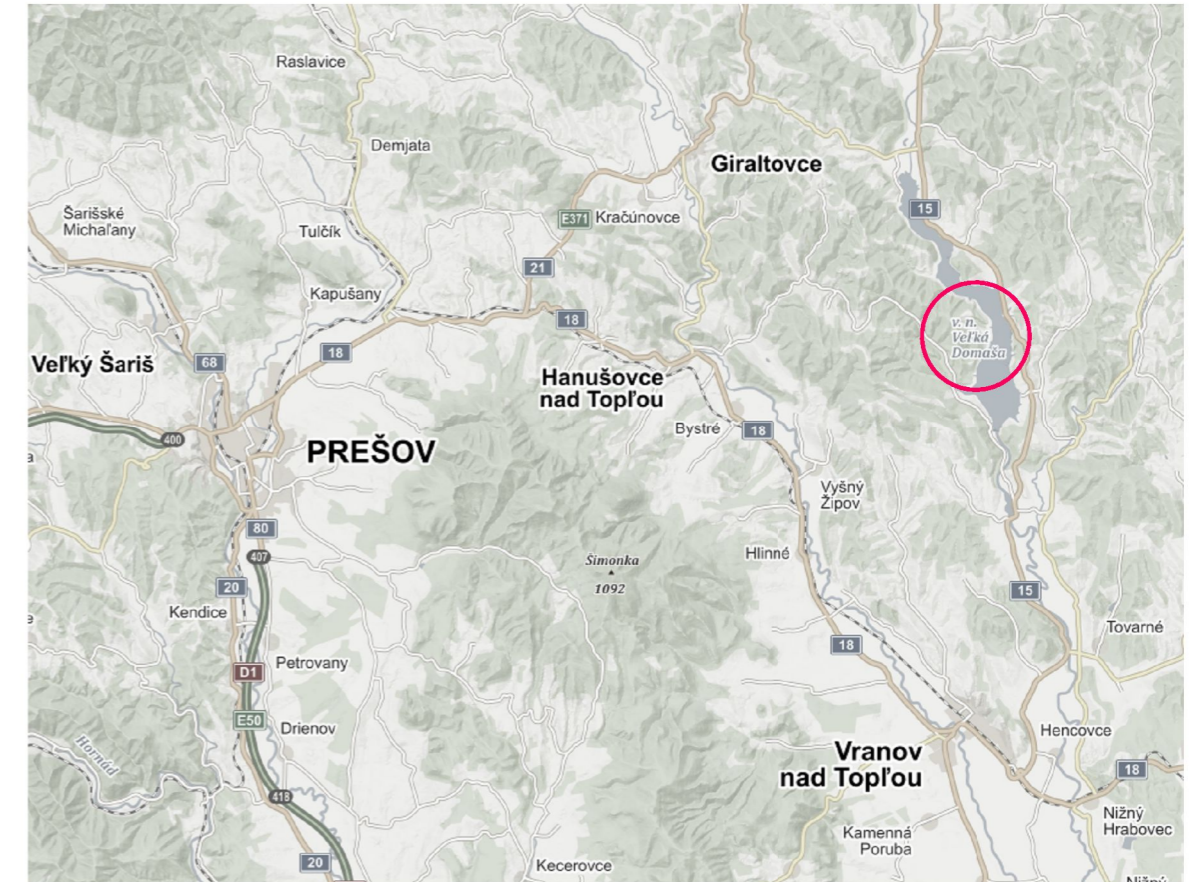 Raslavice
Demjata
Giraltovce
15
Šarišské
Michaľany
Tulčík
E371
Kračúnovce
21
Kapušany
18
v. n.
Veľká
Domaša
Veľký Šariš
68
18
Hanušovce
nad Topľou
Bystré
18
400
PREŠOV
Vyšný
Žipov
80
407
Šimonka
1092
Hlinné
20
15
Kendice
Tovarné
18
D1
Petrovany
E50
Drienov
Hornád
Hencovce
Vranov
nad Topľou
18
418
Nižný
Hrabovec
Kamenná
Poruba
20
Kecerovce